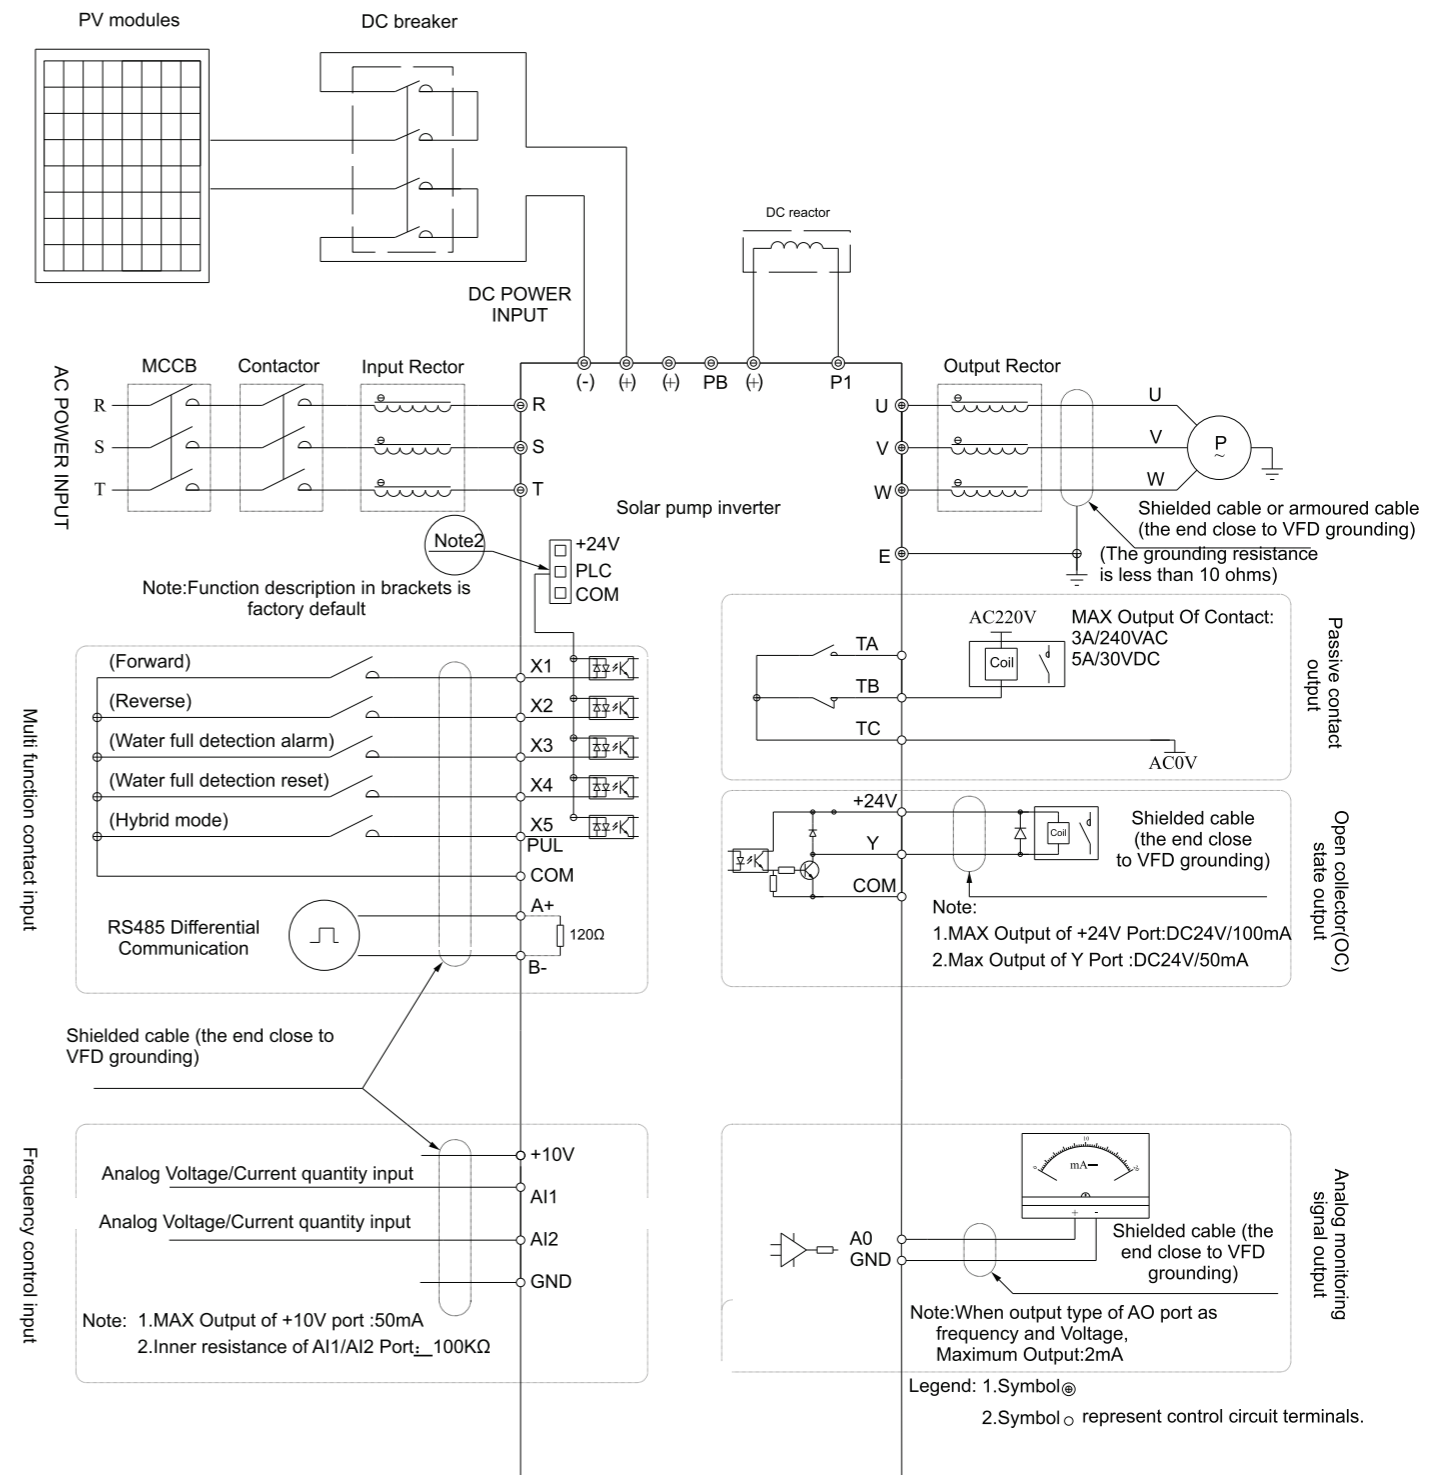 PV modules
DC breaker
DC reactor
DC POWER
INPUT
(-)
(+)
(+)
PB
(+)
P1
AC POWER INPUT
MCCB
Contactor
Input Rector
R
S
T
R
S
T
Output Rector
U
V
W
U
V
W
P
~
E
Solar pump inverter
Shielded cable or armoured cable
(the end close to VFD grounding)
(The grounding resistance
is less than 10 ohms)
Note2
+24V
PLC
COM
Note:Function description in brackets is
factory default
Multi function contact input
(Forward)
X1
(Reverse)
X2
(Water full detection alarm)
X3
(Water full detection reset)
X4
(Hybrid mode)
X5
PUL
COM
RS485 Differential
Communication
A+
120Ω
B-
Shielded cable (the end close to
VFD grounding)
Frequency control input
+10V
Analog Voltage/Current quantity input
AI1
Analog Voltage/Current quantity input
AI2
GND
Note: 1.MAX Output of +10V port :50mA
2.Inner resistance of AI1/AI2 Port:_100KΩ
Passive contact
output
TA
TB
TC
AC220V
Coil
MAX Output Of Contact:
3A/240VAC
5A/30VDC
AC0V
Open collector(OC)
state output
+24V
Y
COM
Coil
Shielded cable
(the end close
to VFD grounding)
Note:
1.MAX Output of +24V Port:DC24V/100mA
2.Max Output of Y Port :DC24V/50mA
Analog monitoring
signal output
0
10
mA
+ -
A0
GND
Shielded cable (the
end close to VFD
grounding)
Note:When output type of AO port as
frequency and Voltage,
Maximum Output:2mA
Legend: 1.Symbol
2.Symbol represent control circuit terminals.